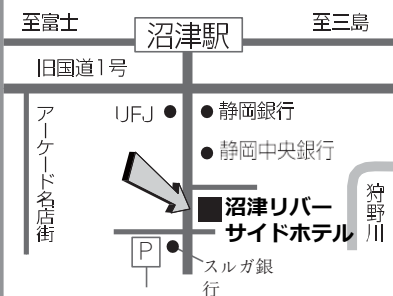 至富士
至三島
沼津駅
旧国道1号
UFJ
静岡銀行
静岡中央銀行
アーケード名店街
狩野川
沼津リバー
サイドホテル
P
スルガ銀
行